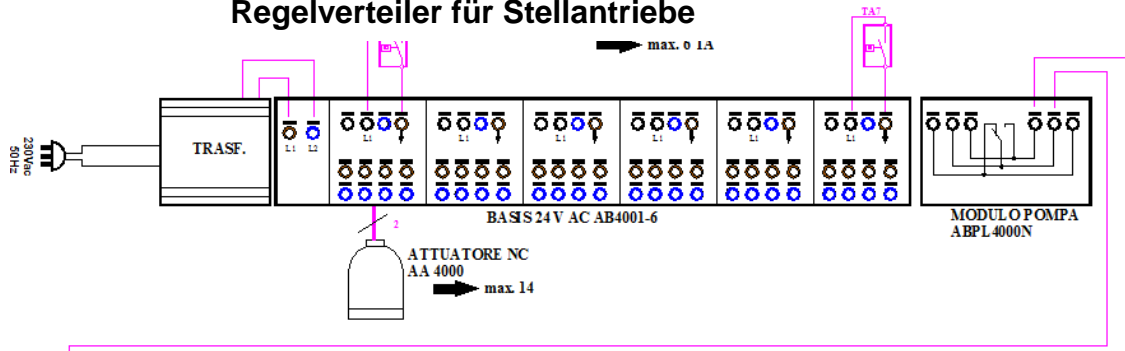 Regelverteiler für Stellantriebe
TA7
max. 6 TA
230Vac
50Hz
TRASF.
L1 L2
L1 L1 L1 L1 L1 L1
BASIS 24 V AC AB4001-6
MODULO POMPA
ABPL4000N
2
ATTUATORE NC
AA 4000
max. 14